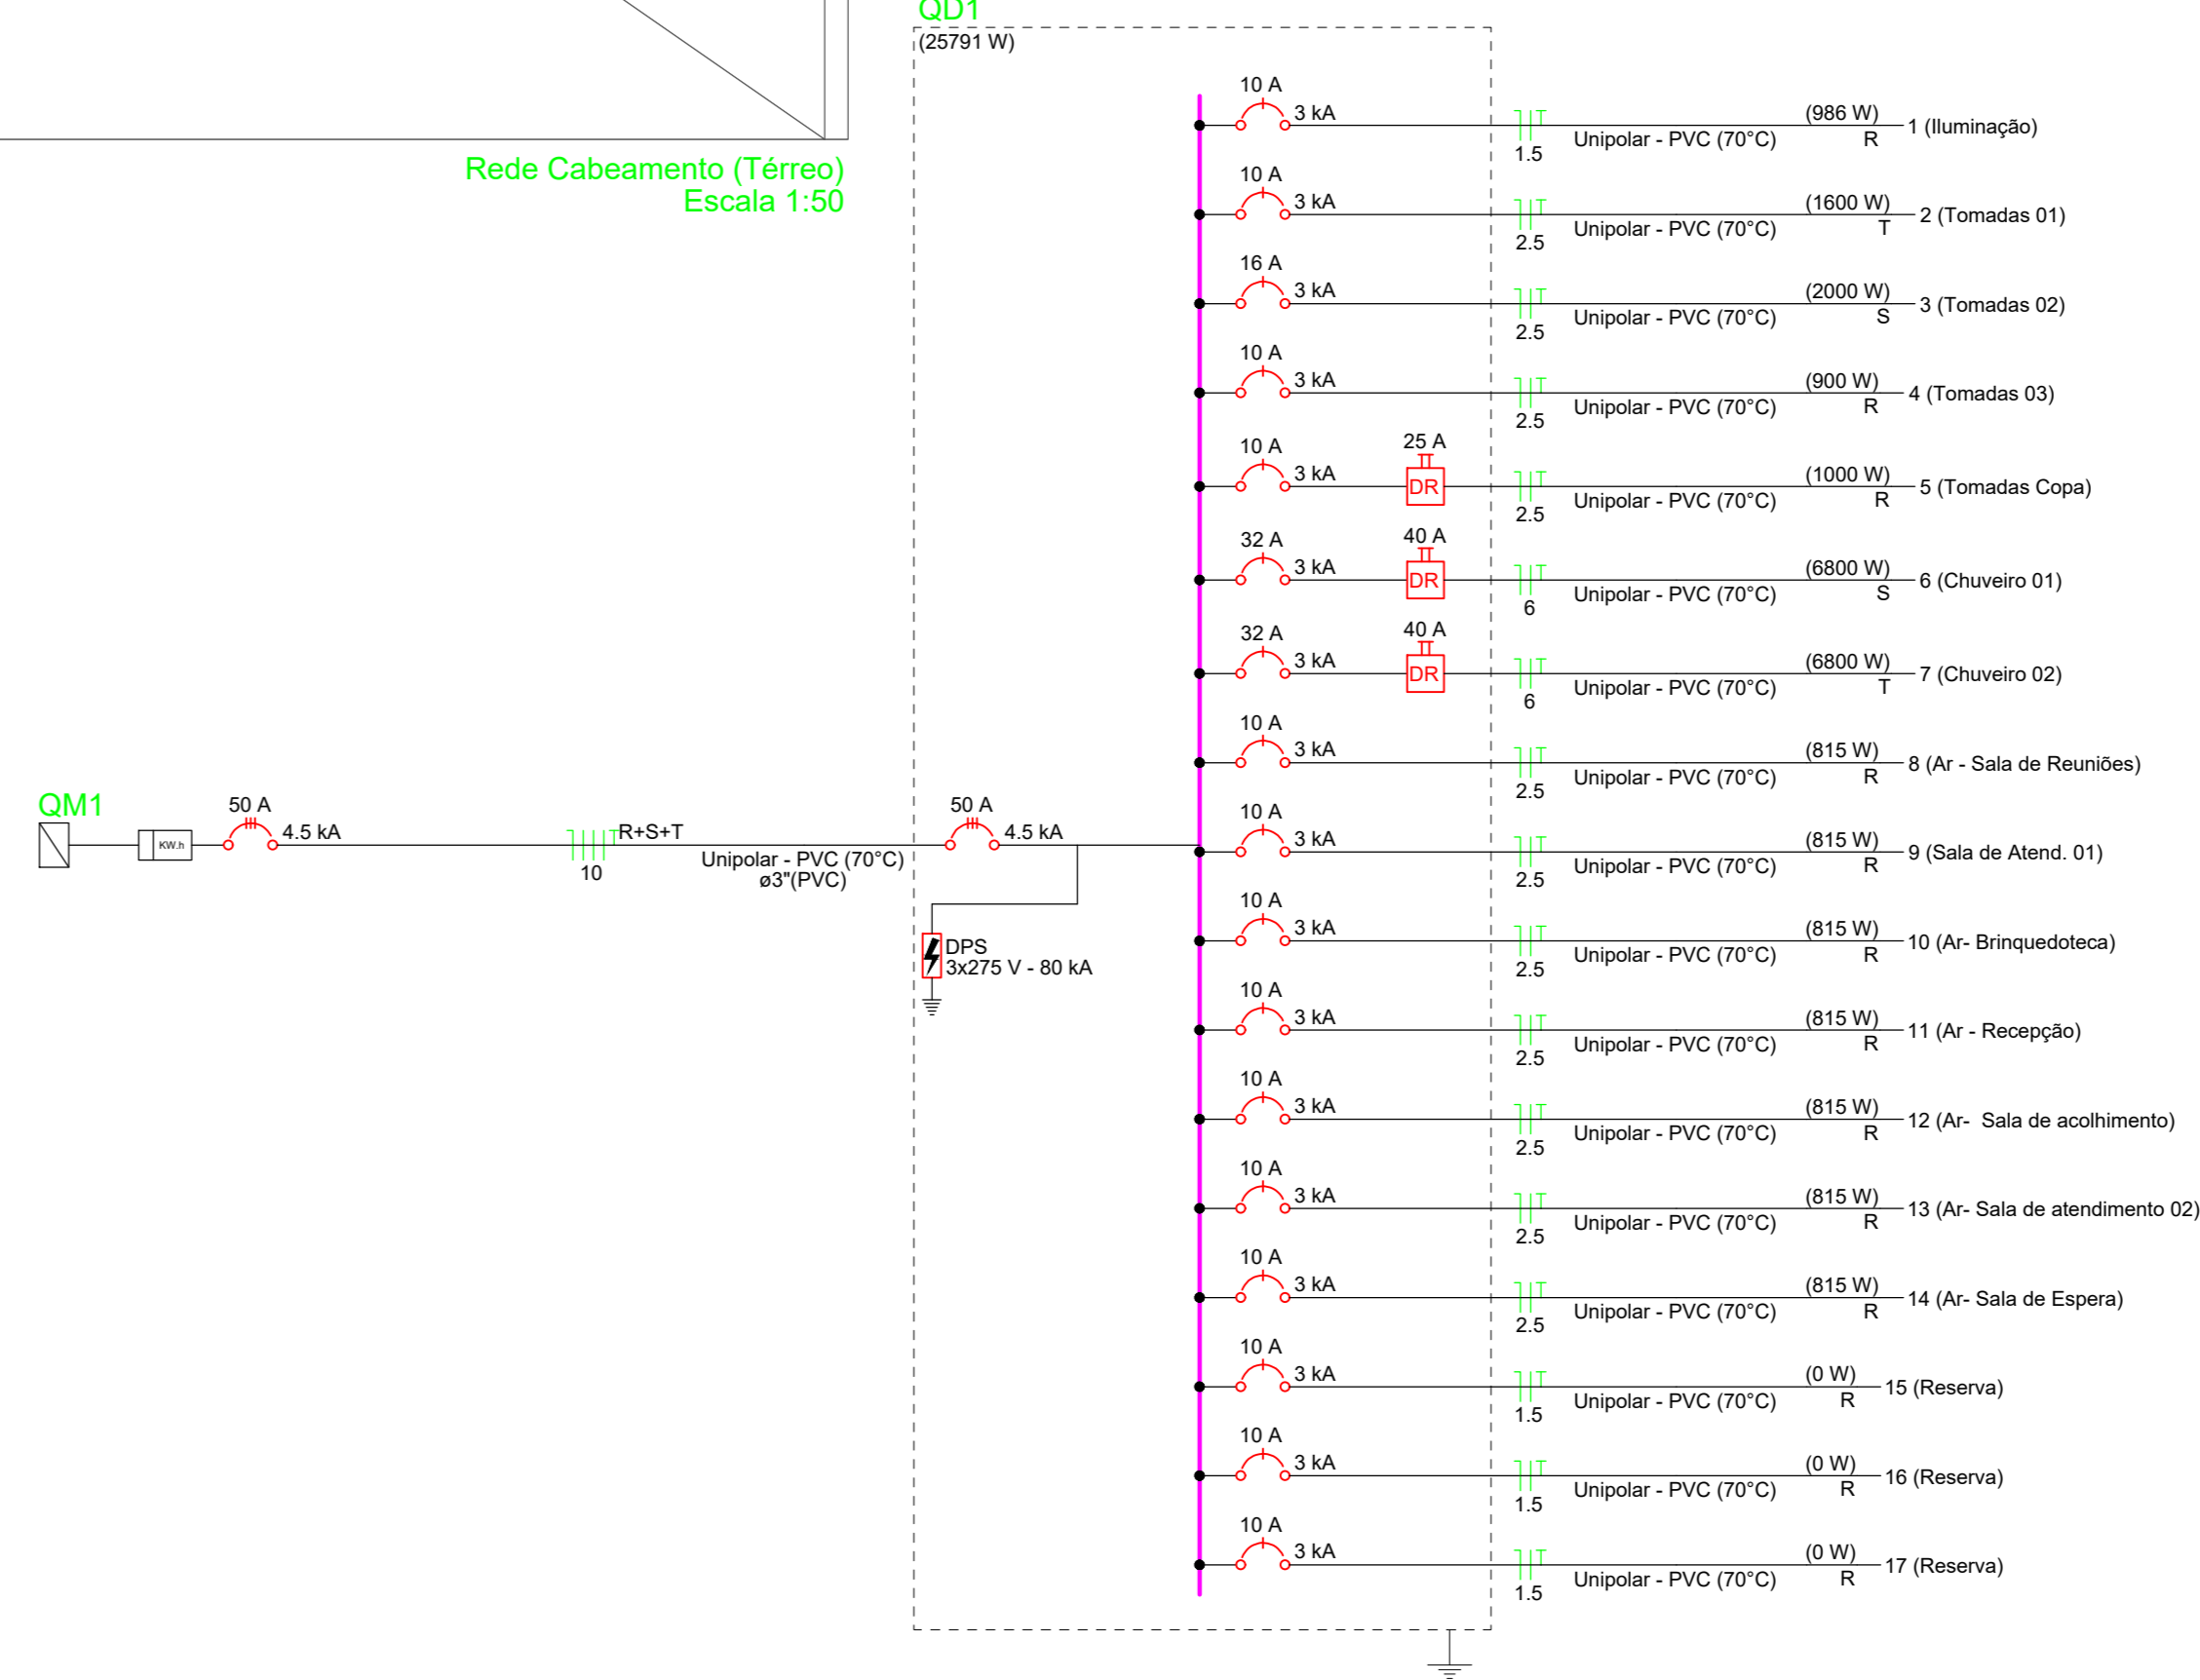 QD1
(25791 W)
Rede Cabeamento (Térreo)
Escala 1:50
10 A
3 kA
1.5
Unipolar - PVC (70°C)
(986 W)
R
1 (Iluminação)
10 A
3 kA
2.5
Unipolar - PVC (70°C)
(1600 W)
T
2 (Tomadas 01)
16 A
3 kA
2.5
Unipolar - PVC (70°C)
(2000 W)
S
3 (Tomadas 02)
10 A
3 kA
2.5
Unipolar - PVC (70°C)
(900 W)
R
4 (Tomadas 03)
10 A
3 kA
25 A
DR
2.5
Unipolar - PVC (70°C)
(1000 W)
R
5 (Tomadas Copa)
32 A
3 kA
40 A
DR
6
Unipolar - PVC (70°C)
(6800 W)
S
6 (Chuveiro 01)
32 A
3 kA
40 A
DR
6
Unipolar - PVC (70°C)
(6800 W)
T
7 (Chuveiro 02)
10 A
3 kA
2.5
Unipolar - PVC (70°C)
(815 W)
R
8 (Ar - Sala de Reuniões)
QM1
KW.h
50 A
4.5 kA
R+S+T
10
Unipolar - PVC (70°C)
ø3"(PVC)
50 A
4.5 kA
DPS
3x275 V - 80 kA
10 A
3 kA
2.5
Unipolar - PVC (70°C)
(815 W)
R
9 (Sala de Atend. 01)
10 A
3 kA
2.5
Unipolar - PVC (70°C)
(815 W)
R
10 (Ar- Brinquedoteca)
10 A
3 kA
2.5
Unipolar - PVC (70°C)
(815 W)
R
11 (Ar - Recepção)
10 A
3 kA
2.5
Unipolar - PVC (70°C)
(815 W)
R
12 (Ar-  Sala de acolhimento)
10 A
3 kA
2.5
Unipolar - PVC (70°C)
(815 W)
R
13 (Ar- Sala de atendimento 02)
10 A
3 kA
2.5
Unipolar - PVC (70°C)
(815 W)
R
14 (Ar- Sala de Espera)
10 A
3 kA
1.5
Unipolar - PVC (70°C)
(0 W)
R
15 (Reserva)
10 A
3 kA
1.5
Unipolar - PVC (70°C)
(0 W)
R
16 (Reserva)
10 A
3 kA
1.5
Unipolar - PVC (70°C)
(0 W)
R
17 (Reserva)